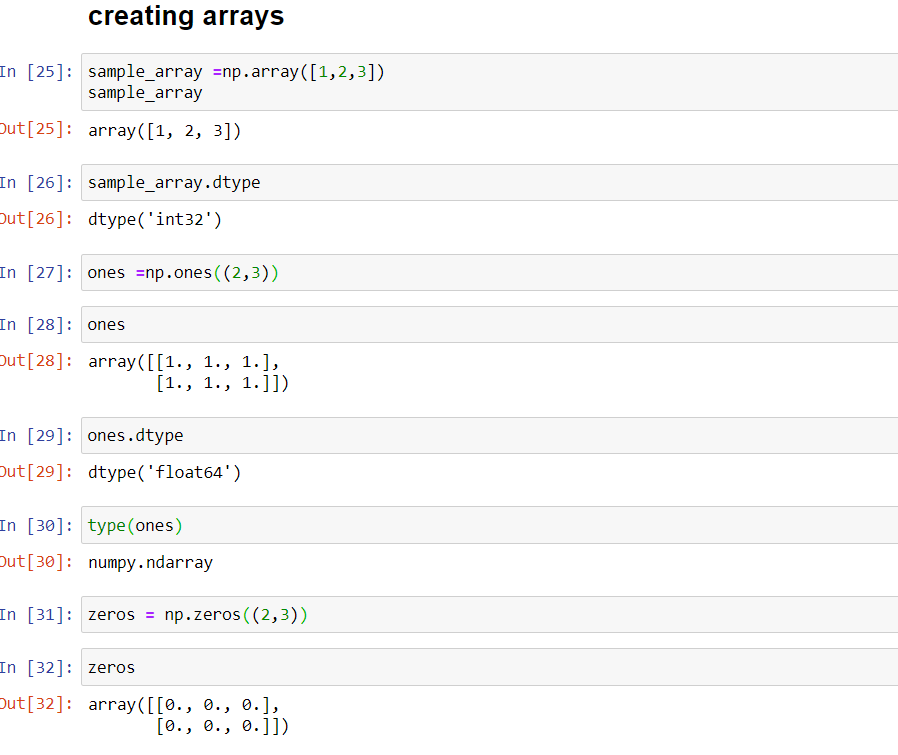 creating arrays
In [25]: sample_array =np.array([1,2,3])
sample_array
Out[25]: array([1, 2, 3])
In [26]: sample_array.dtype
Out[26]: dtype('int32')
In [27]: ones =np.ones((2,3))
In [28]: ones
Out[28]: array([[1., 1., 1.],
[1., 1., 1.]])
In [29]: ones.dtype
Out[29]: dtype('float64')
In [30]: type(ones)
Out[30]: numpy.ndarray
In [31]: zeros = np.zeros((2,3))
In [32]: zeros
Out[32]: array([[0., 0., 0.],
[0., 0., 0.]])